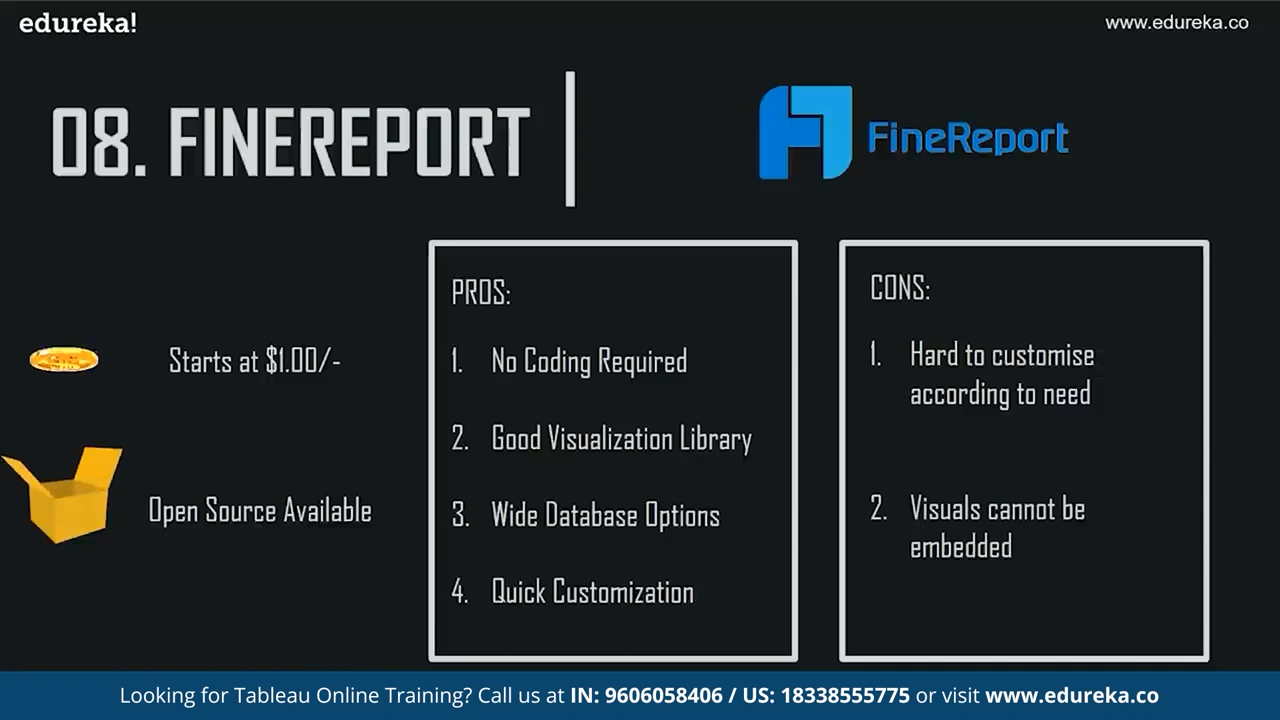 edureka!
www.edureka.co
08. FINEREPORT
FineReport
Starts at $1.00/-
Open Source Available
PROS:
1. No Coding Required
2. Good Visualization Library
3. Wide Database Options
4. Quick Customization
CONS:
1. Hard to customise
according to need
2. Visuals cannot be
embedded
Looking for Tableau Online Training? Call us at IN: 9606058406 / US: 18338555775 or visit www.edureka.co